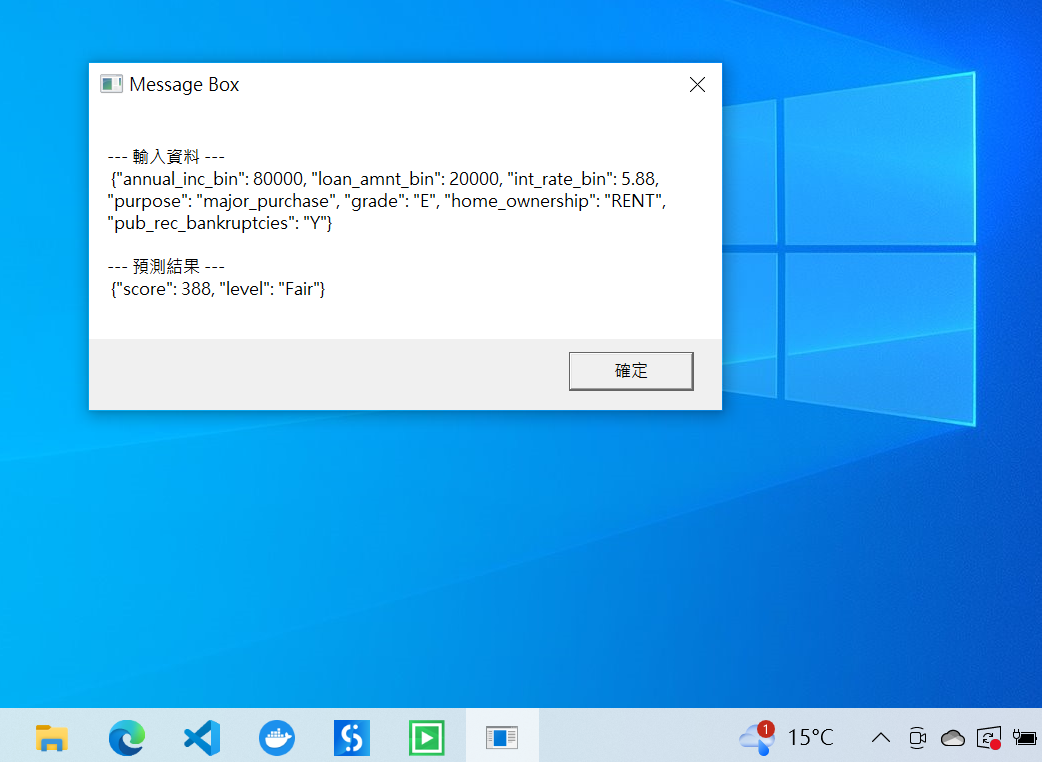 Message Box
--- 輸入資料 ---
{"annual_inc_bin": 80000, "loan_amnt_bin": 20000, "int_rate_bin": 5.88,
"purpose": "major_purchase", "grade": "E", "home_ownership": "RENT",
"pub_rec_bankruptcies": "Y"}
--- 預測結果 ---
{"score": 388, "level": "Fair"}
確定
1
15°C